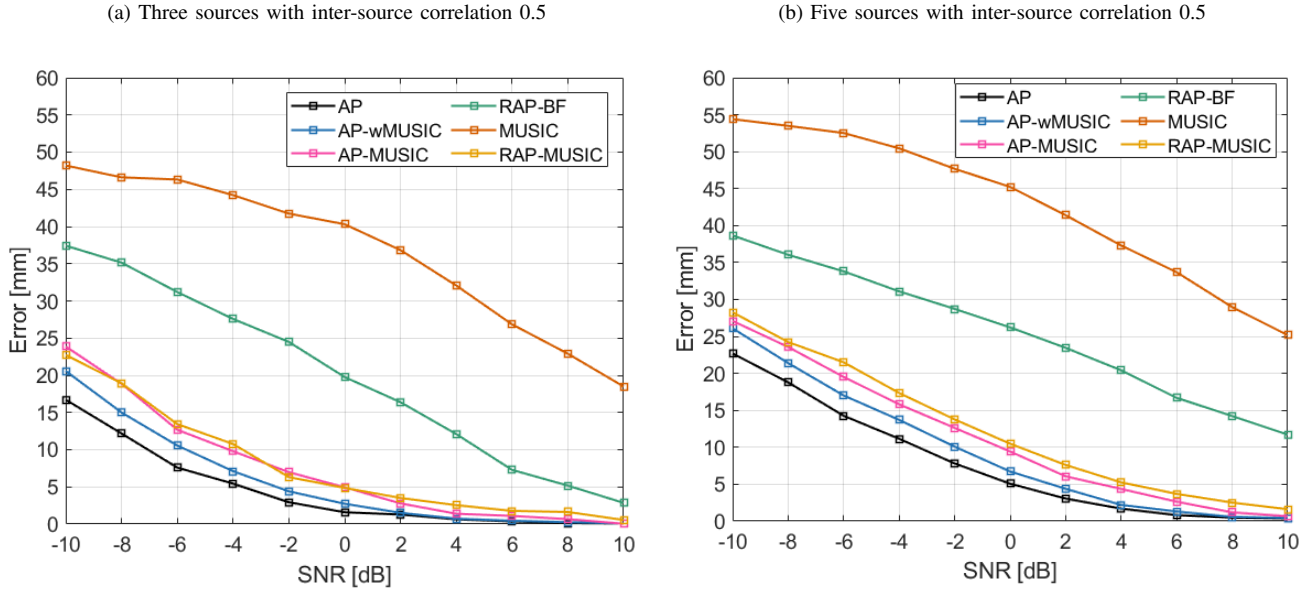 (a) Three sources with inter-source correlation 0.5
60
55
50
45
40
35
30
25
20
15
10
5
0
Error [mm]
AP
AP-wMUSIC
AP-MUSIC
RAP-BF
MUSIC
RAP-MUSIC
-10 -8 -6 -4 -2 0 2 4 6 8 10
SNR [dB]
(b) Five sources with inter-source correlation 0.5
60
55
50
45
40
35
30
25
20
15
10
5
0
Error [mm]
AP
AP-wMUSIC
AP-MUSIC
RAP-BF
MUSIC
RAP-MUSIC
-10 -8 -6 -4 -2 0 2 4 6 8 10
SNR [dB]